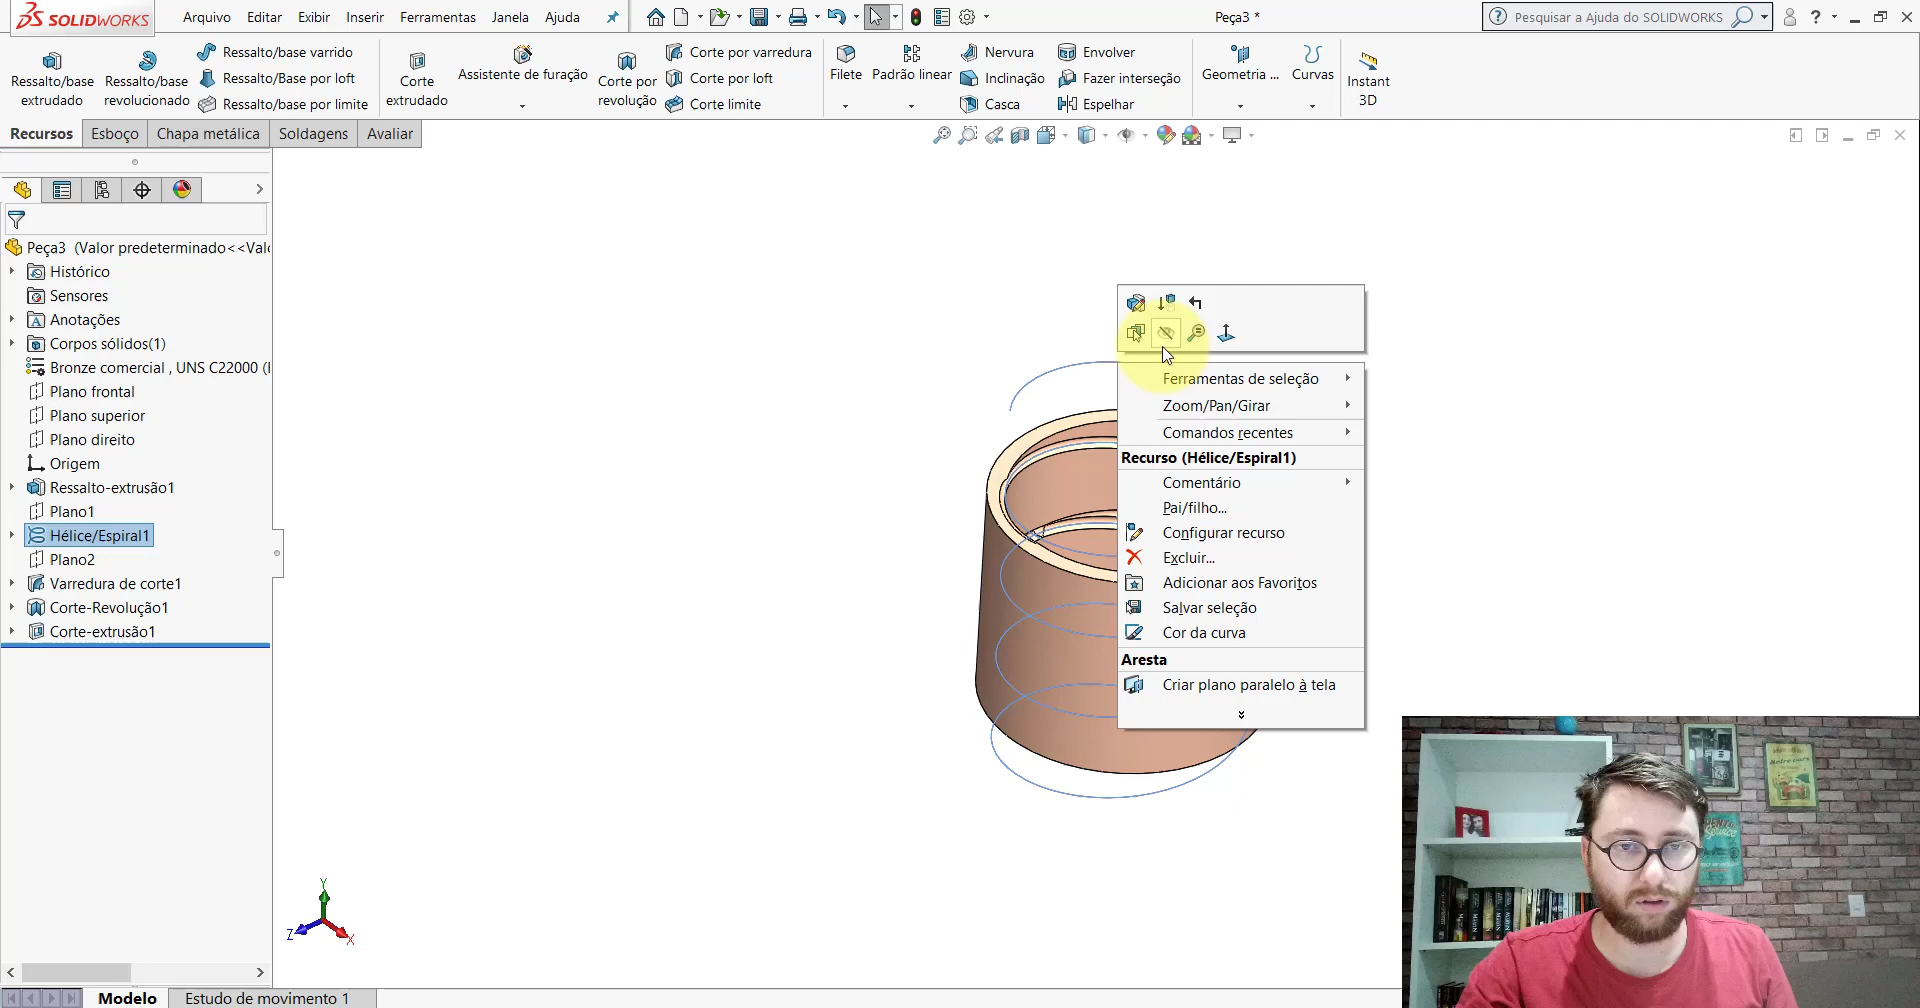 SOLIDWORKS
Arquivo Editar Exibir Inserir Ferramentas Janela Ajuda
Peça3 *
Pesquisar a Ajuda do SOLIDWORKS
Ressalto/base extrudado
Ressalto/base revolucionado
Ressalto/base varrido
Ressalto/Base por loft
Ressalto/base por limite
Corte extrudado
Assistente de furação
Corte por revolução
Corte por varredura
Corte por loft
Corte limite
Filete
Padrão linear
Nervura
Inclinação
Casca
Envolver
Fazer interseção
Espelhar
Geometria ...
Curvas
Instant 3D
Recursos Esboço Chapa metálica Soldagens Avaliar
Peça3 (Valor predeterminado<<Valo
Histórico
Sensores
Anotações
Corpos sólidos(1)
Bronze comercial , UNS C22000 (
Plano frontal
Plano superior
Plano direito
Origem
Ressalto-extrusão1
Plano1
Hélice/Espiral1
Plano2
Varredura de corte1
Corte-Revolução1
Corte-extrusão1
Ferramentas de seleção
Zoom/Pan/Girar
Comandos recentes
Recurso (Hélice/Espiral1)
Comentário
Pai/filho...
Configurar recurso
Excluir...
Adicionar aos Favoritos
Salvar seleção
Cor da curva
Aresta
Criar plano paralelo à tela
Y
Z
X
Modelo Estudo de movimento 1